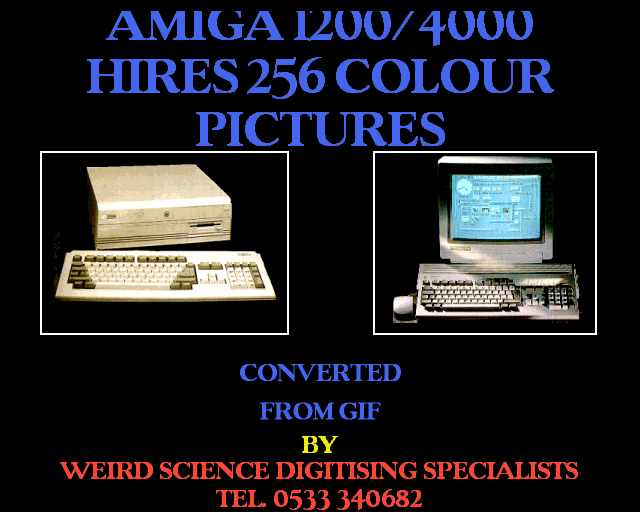 AMIGA 1200/4000
HIRES 256 COLOUR
PICTURES
CONVERTED
FROM GIF
BY
WEIRD SCIENCE DIGITISING SPECIALISTS
TEL. 0533 340682